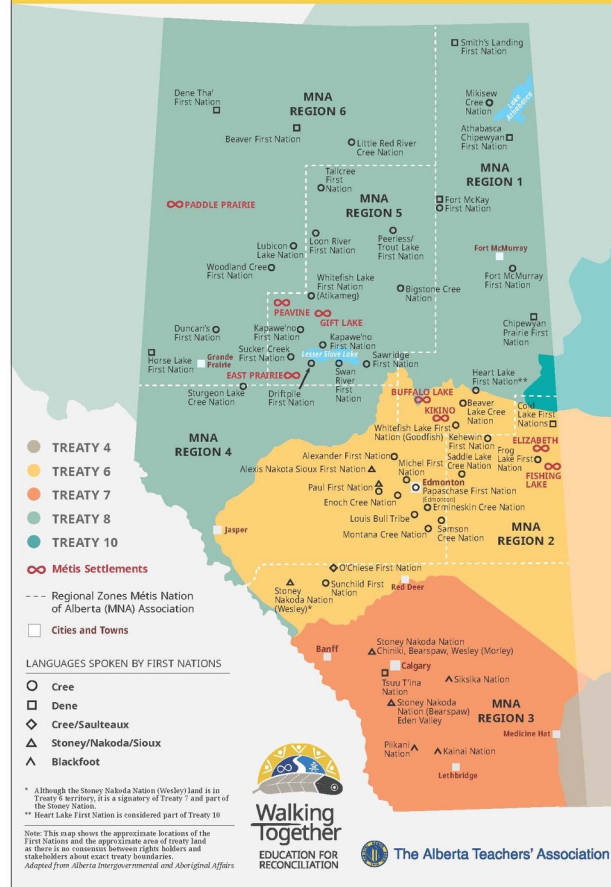 Smith's Landing
First Nation
Dene Tha'
First Nation
MNA
REGION 6
Mikisew
Cree
Nation
Lake
Athabasca
Beaver First Nation
Little Red River
Cree Nation
Athabasca
Chipewyan
First Nation
Tallcree
First
Nation
MNA
REGION 1
MNA
REGION 5
PADDLE PRAIRIE
Fort McKay
First Nation
Lubicon
Lake Nation
Loon River
First Nation
Peerless/
Trout Lake
First Nation
Fort McMurray
Woodland Cree
First Nation
Fort McMurray
First Nation
Whitefish Lake
First Nation
(Atikameg)
Bigstone Cree
Nation
PEAVINE
GIFT LAKE
Duncan's
First Nation
Kapawe'no
First Nation
Chipewyan
Prairie First
Nation
Kapawe'no
First Nation
Horse Lake
First Nation
Grande
Prairie
Sucker Creek
First Nation
Lesser Slave Lake
Sawridge
First Nation
EAST PRAIRIE
Swan
River
First
Nation
Heart Lake
First Nation**
Sturgeon Lake
Cree Nation
Driftpile
First Nation
BUFFALO LAKE
KIKINO
Beaver
Lake Cree
Nation
Cold
Lake First
Nations
Whitefish Lake First
Nation (Goodfish)
Kehewin
First Nation
ELIZABETH
MNA
REGION 4
Alexander First Nation
Michel First
Nation
Saddle Lake
Cree Nation
Frog
Lake First
Nation
FISHING
LAKE
Alexis Nakota Sioux First Nation
Edmonton
Papaschase First Nation
(Edmonton)
Paul First Nation
Enoch Cree Nation
Ermineskin Cree Nation
Louis Bull Tribe
Samson
Cree Nation
Montana Cree Nation
MNA
REGION 2
Jasper
O'Chiese First Nation
Stoney
Nakoda Nation
(Wesley)*
Sunchild First
Nation
Red Deer
Banff
Stoney Nakoda Nation
Chiniki, Bearspaw, Wesley (Morley)
Calgary
Tsuu T'ina
Nation
Siksika Nation
Stoney Nakoda
Nation (Bearspaw)
Eden Valley
MNA
REGION 3
Medicine Hat
Piikani
Nation
Kainai Nation
Lethbridge
TREATY 4
TREATY 6
TREATY 7
TREATY 8
TREATY 10
Métis Settlements
Regional Zones Métis Nation
of Alberta (MNA) Association
Cities and Towns
LANGUAGES SPOKEN BY FIRST NATIONS
Cree
Dene
Cree/Saulteaux
Stoney/Nakoda/Sioux
Blackfoot
* Although the Stoney Nakoda Nation (Wesley) land is in
Treaty 6 territory, it is a signatory of Treaty 7 and part of
the Stoney Nation.
** Heart Lake First Nation is considered part of Treaty 10
Note: This map shows the approximate locations of the
First Nations and the approximate area of treaty land
as there is no consensus between rights holders and
stakeholders about exact treaty boundaries.
Adapted from Alberta Intergovernmental and Aboriginal Affairs
Walking
Together
EDUCATION FOR
RECONCILIATION
The Alberta Teachers' Association